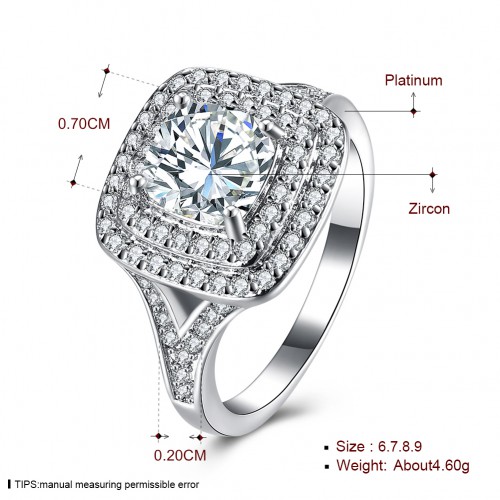 Platinum
0.70CM
Zircon
0.20CM
Size : 6.7.8.9
Weight: About4.60g
TIPS:manual measuring permissible error